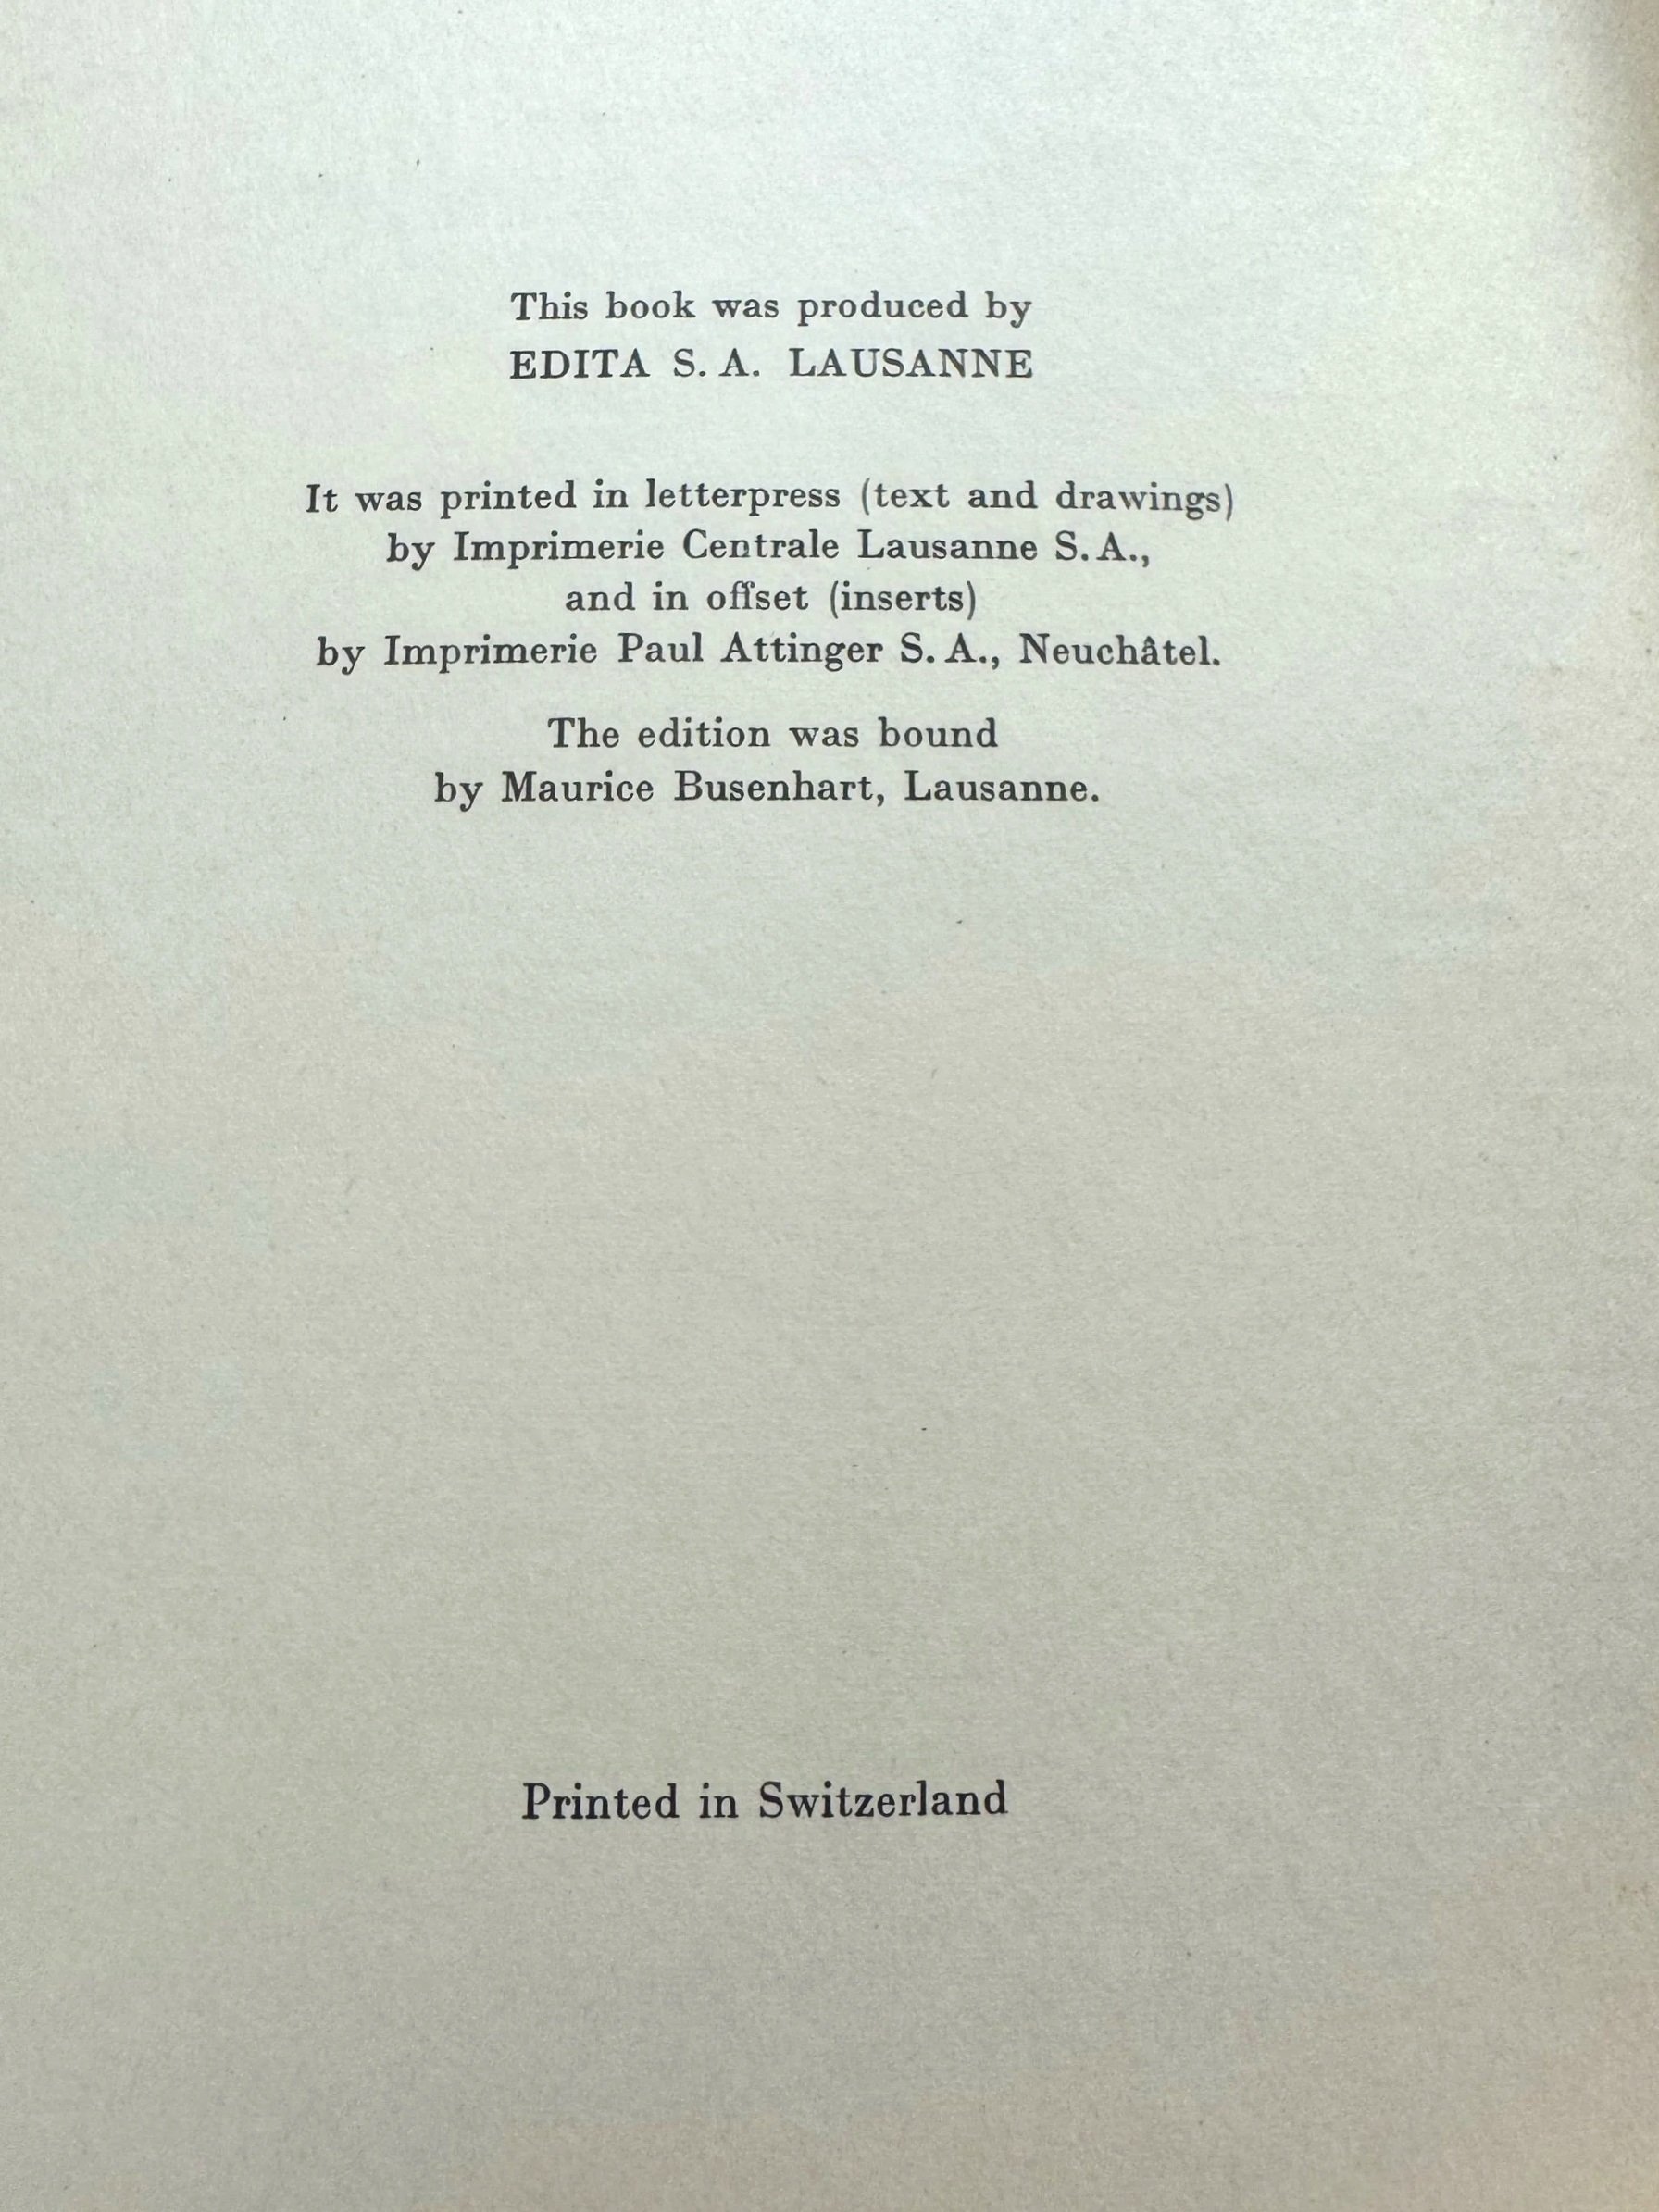 This book was produced by
EDITA S. A. LAUSANNE
It was printed in letterpress (text and drawings)
by Imprimerie Centrale Lausanne S. A.,
and in offset (inserts)
by Imprimerie Paul Attinger S. A., Neuchâtel.
The edition was bound
by Maurice Busenhart, Lausanne.
Printed in Switzerland